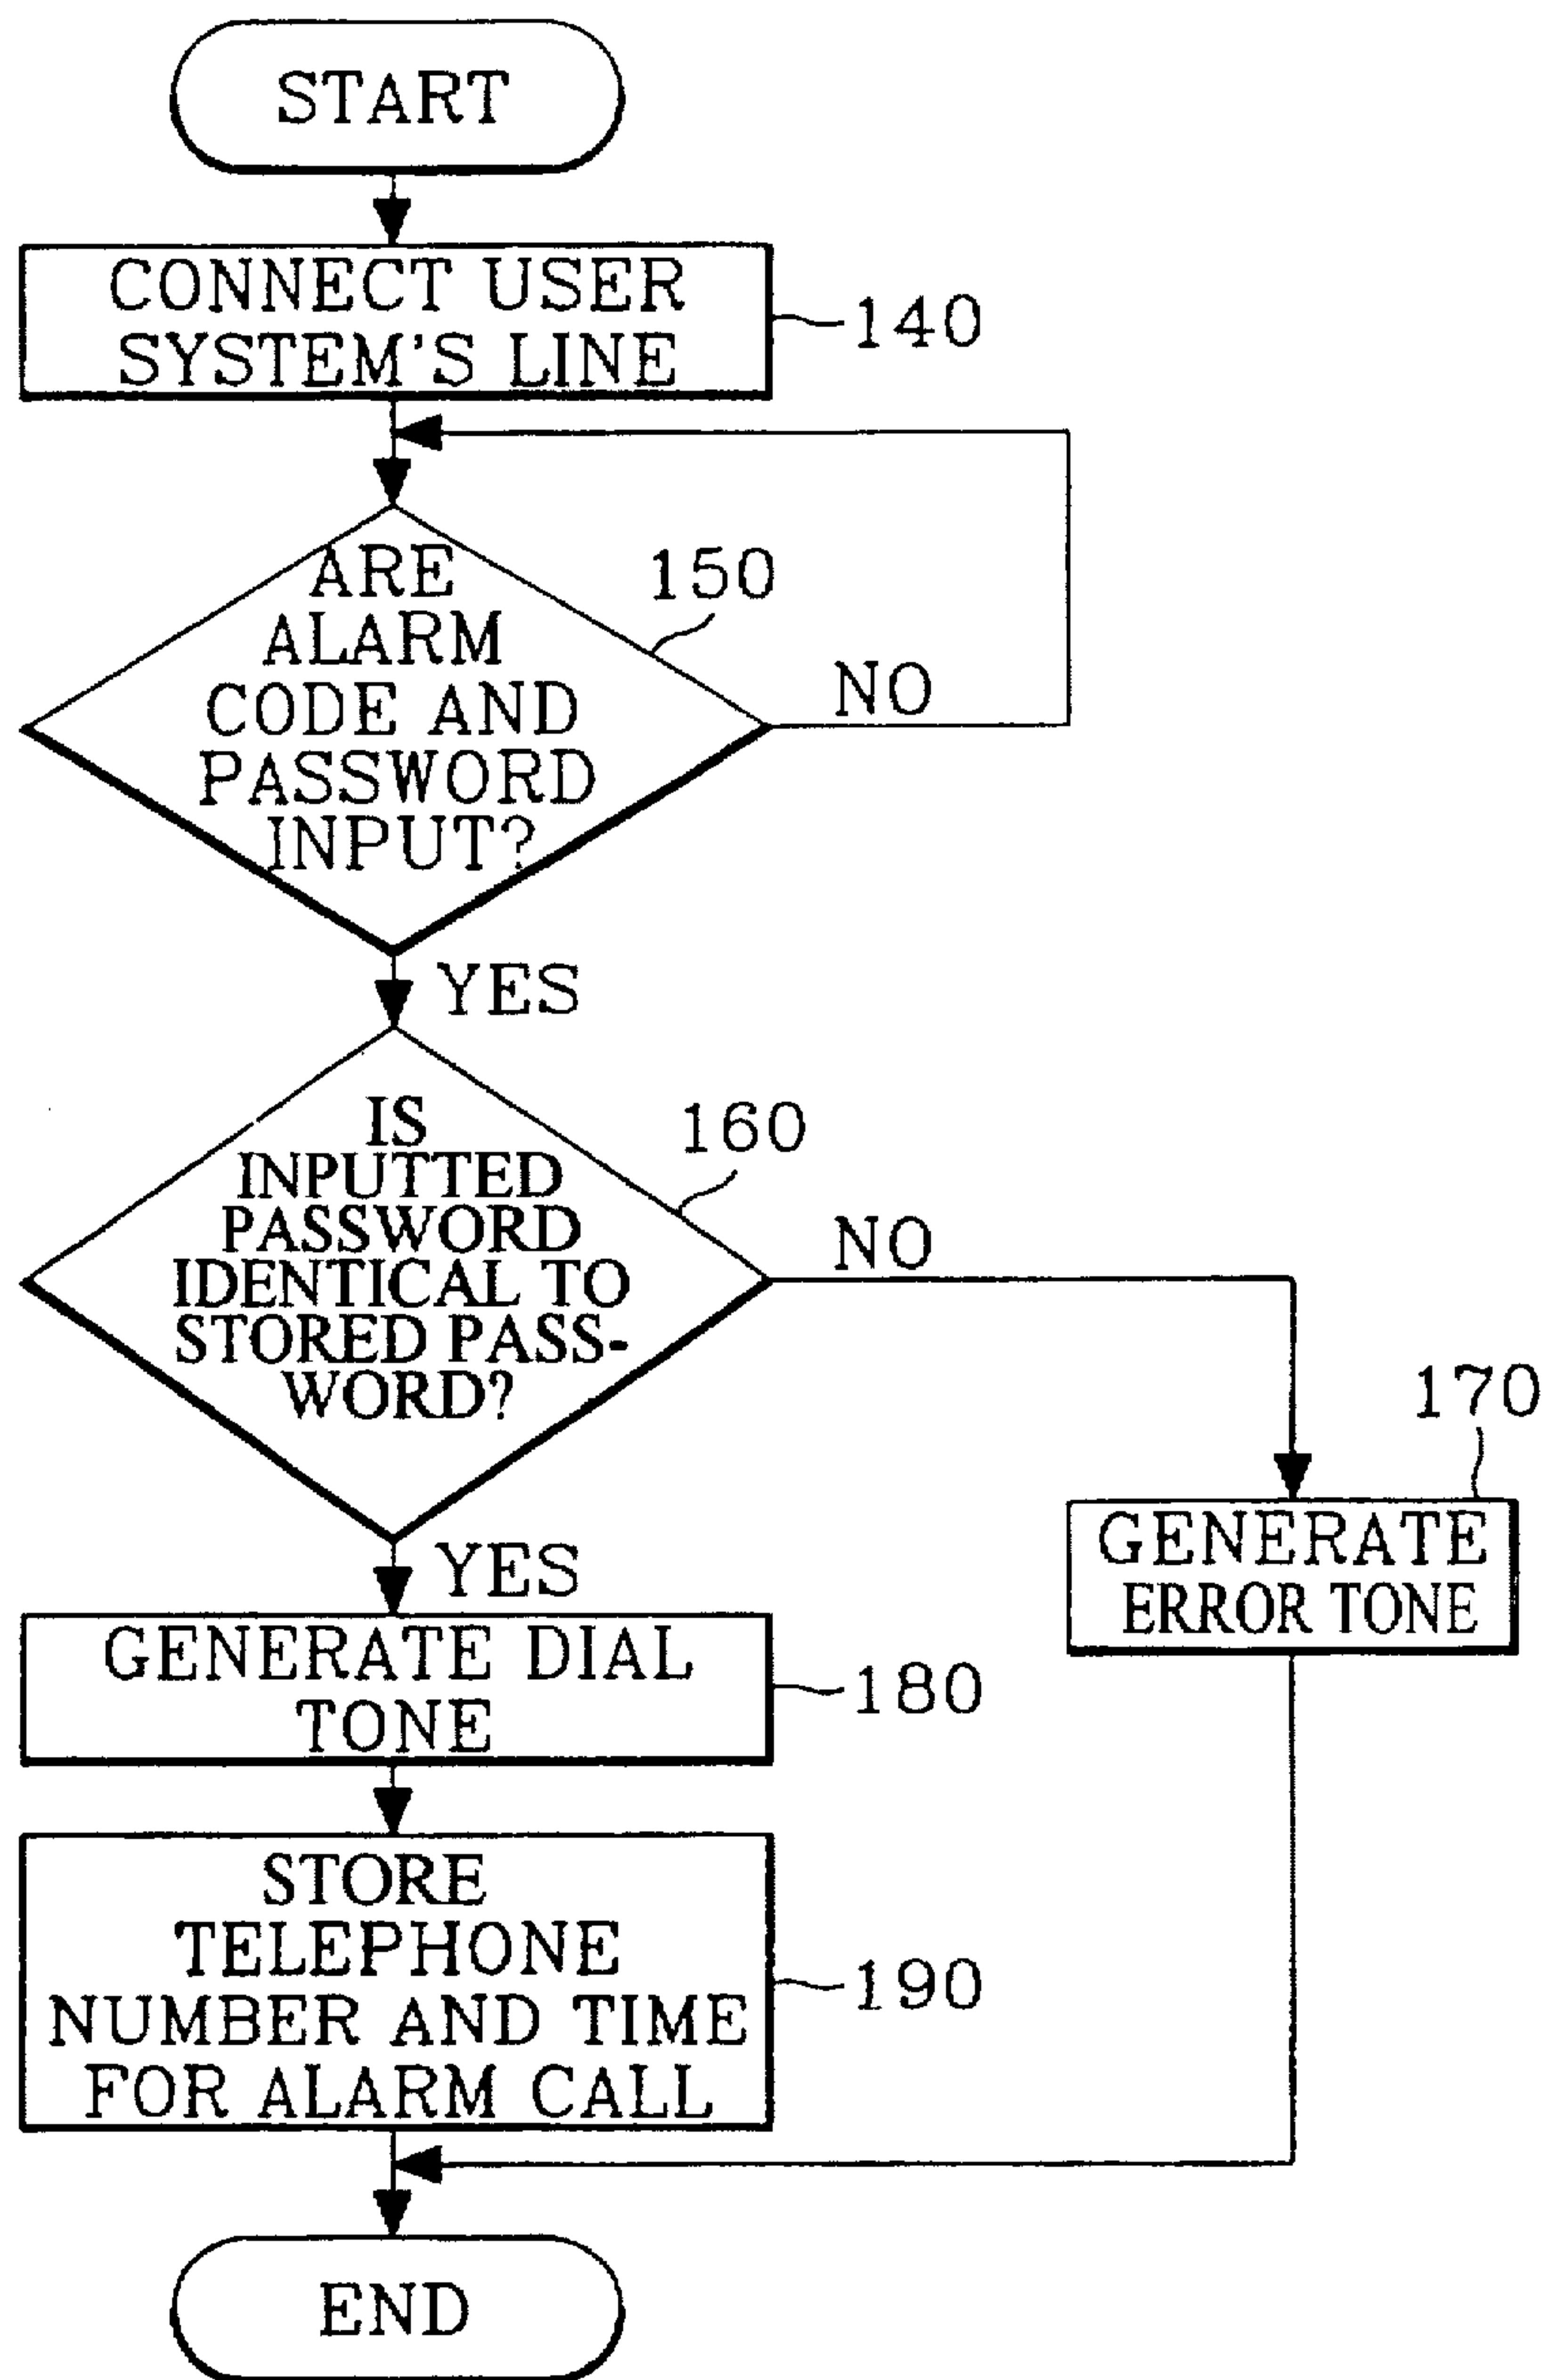 START
CONNECT USER
SYSTEM'S LINE
140
ARE
ALARM
CODE AND
PASSWORD
INPUT?
150
NO
YES
IS
INPUTTED
PASSWORD
IDENTICAL TO
STORED PASS-
WORD?
160
NO
170
GENERATE
ERROR TONE
YES
GENERATE DIAL
TONE
180
STORE
TELEPHONE
NUMBER AND TIME
FOR ALARM CALL
190
END